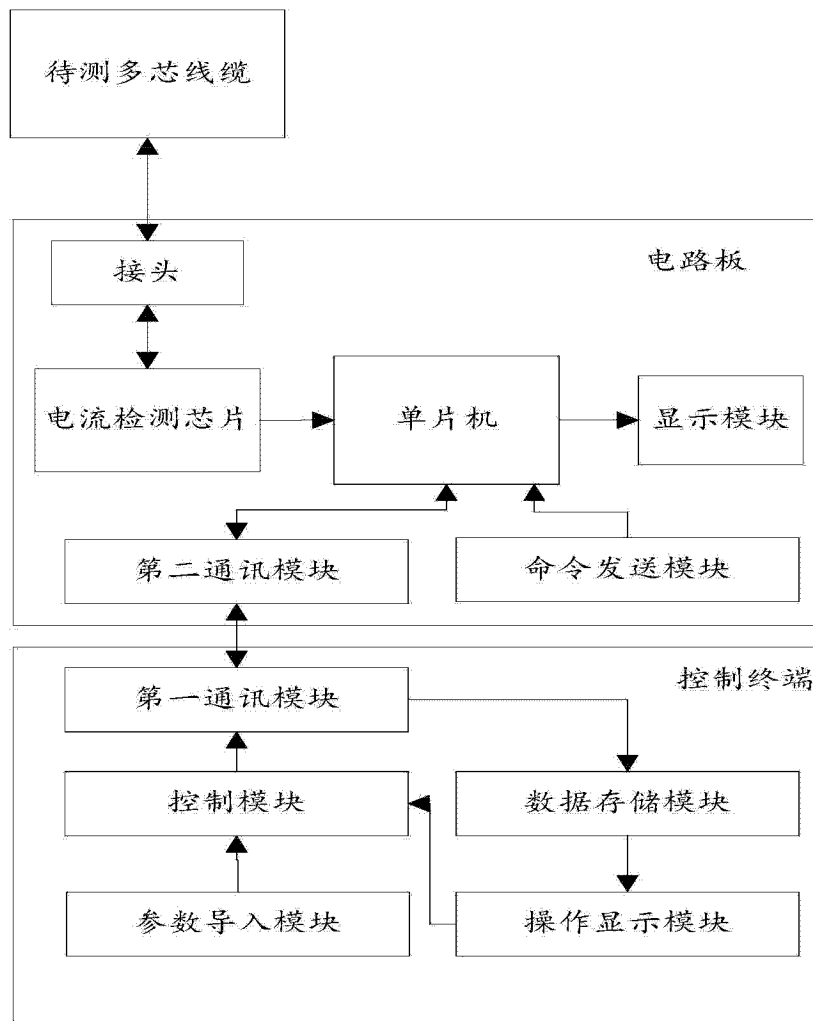 待测多芯线缆
接头
电路板
电流检测芯片
单片机
显示模块
第二通讯模块
命令发送模块
第一通讯模块
控制终端
控制模块
数据存储模块
参数导入模块
操作显示模块